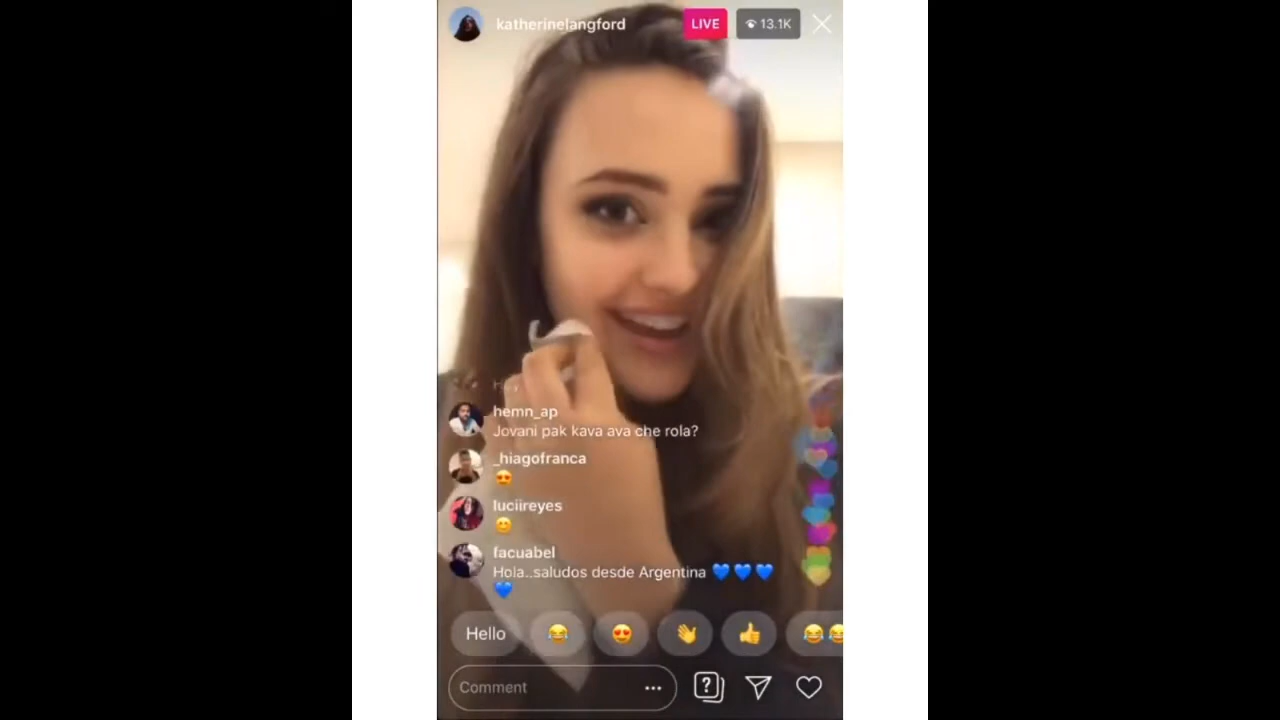 katherinelangford LIVE 13.1K
hemn_ap
Jovani pak kava ava che rola?
_hiagofranca
😍
luciireyes
😊
facuabel
Hola..saludos desde Argentina 💙💙💙
💙
Hello 😂 😍 👋 👍 😂😂
Comment